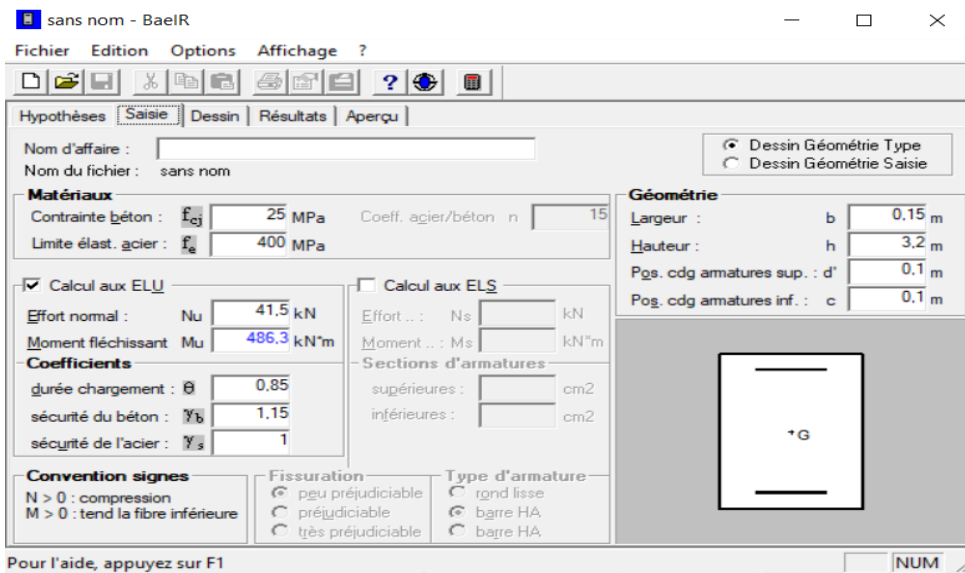 sans nom - BaelR
Fichier Edition Options Affichage ?
Hypothèses Saisie Dessin Résultats Aperçu
Nom d'affaire :
Nom du fichier : sans nom
Dessin Géométrie Type
Dessin Géométrie Saisie
Matériaux
Contrainte béton : fcj 25 MPa Coeff. acier/béton n 15
Limite élast. acier : fe 400 MPa
Géométrie
Largeur : b 0,15 m
Hauteur : h 3,2 m
Pos. cdg armatures sup. : d' 0,1 m
Pos. cdg armatures inf. : c 0,1 m
Calcul aux ELU
Effort normal : Nu 41,5 kN
Moment fléchissant Mu 486,3 kN*m
Coefficients
durée chargement : θ 0,85
sécurité du béton : γb 1,15
sécurité de l'acier : γs 1
Calcul aux ELS
Effort .. : Ns kN
Moment .. : Ms kN*m
Sections d'armatures
supérieures : cm2
inférieures : cm2
G
Convention signes
N > 0 : compression
M > 0 : tend la fibre inférieure
Fissuration
peu préjudiciable
préjudiciable
très préjudiciable
Type d'armature
rond lisse
barre HA
barre HA
Pour l'aide, appuyez sur F1 NUM